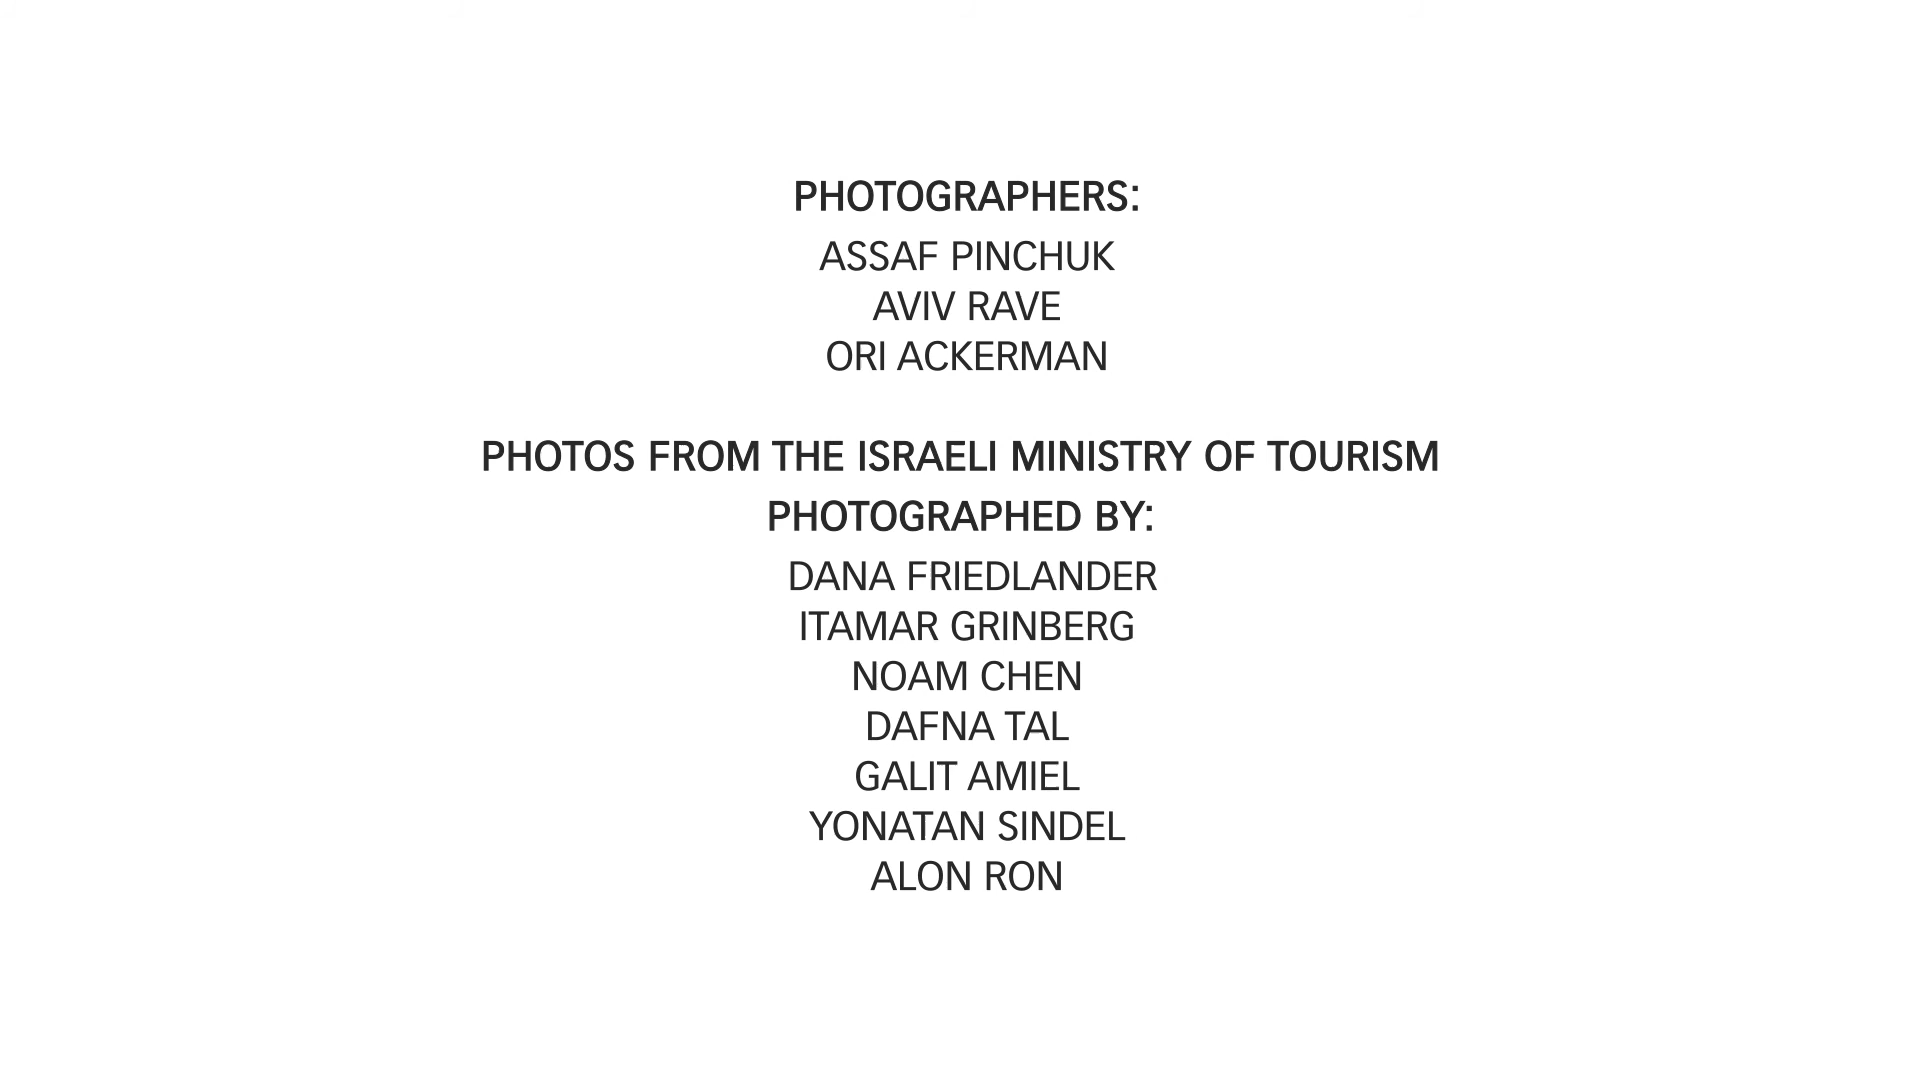 PHOTOGRAPHERS:
ASSAF PINCHUK
AVIV RAVE
ORI ACKERMAN
PHOTOS FROM THE ISRAELI MINISTRY OF TOURISM
PHOTOGRAPHED BY:
DANA FRIEDLANDER
ITAMAR GRINBERG
NOAM CHEN
DAFNA TAL
GALIT AMIEL
YONATAN SINDEL
ALON RON